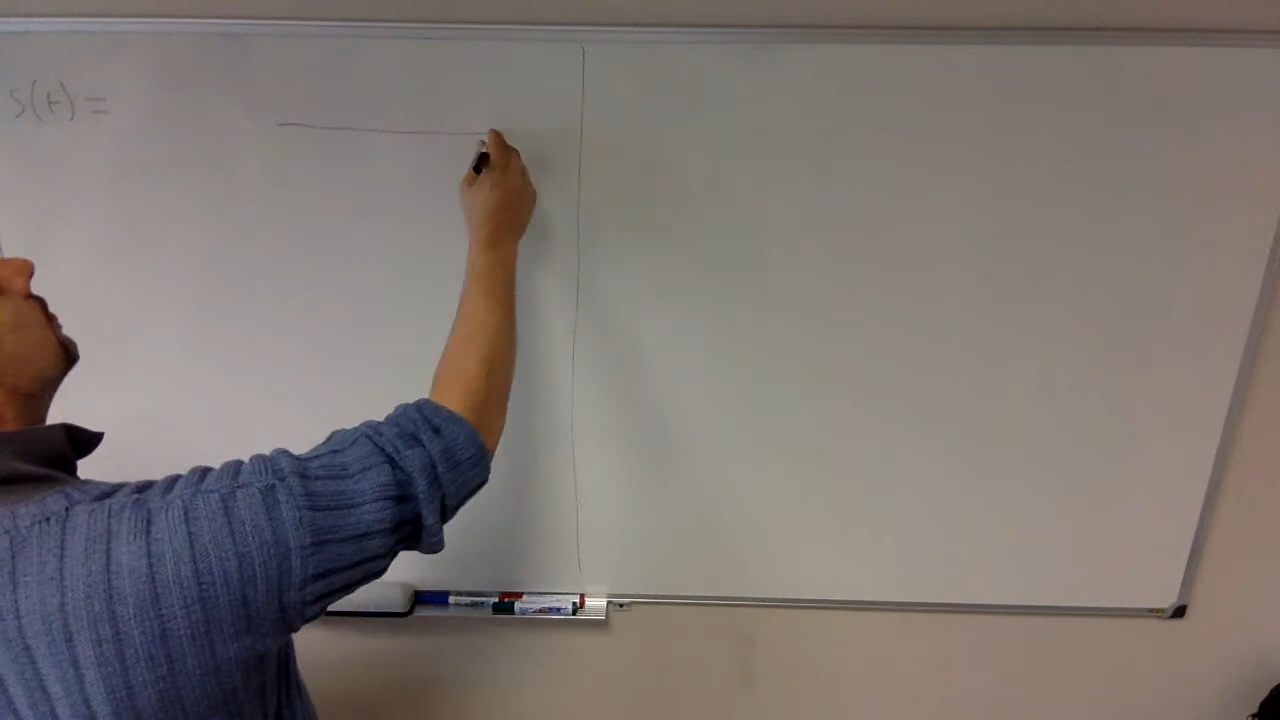 S(t) =